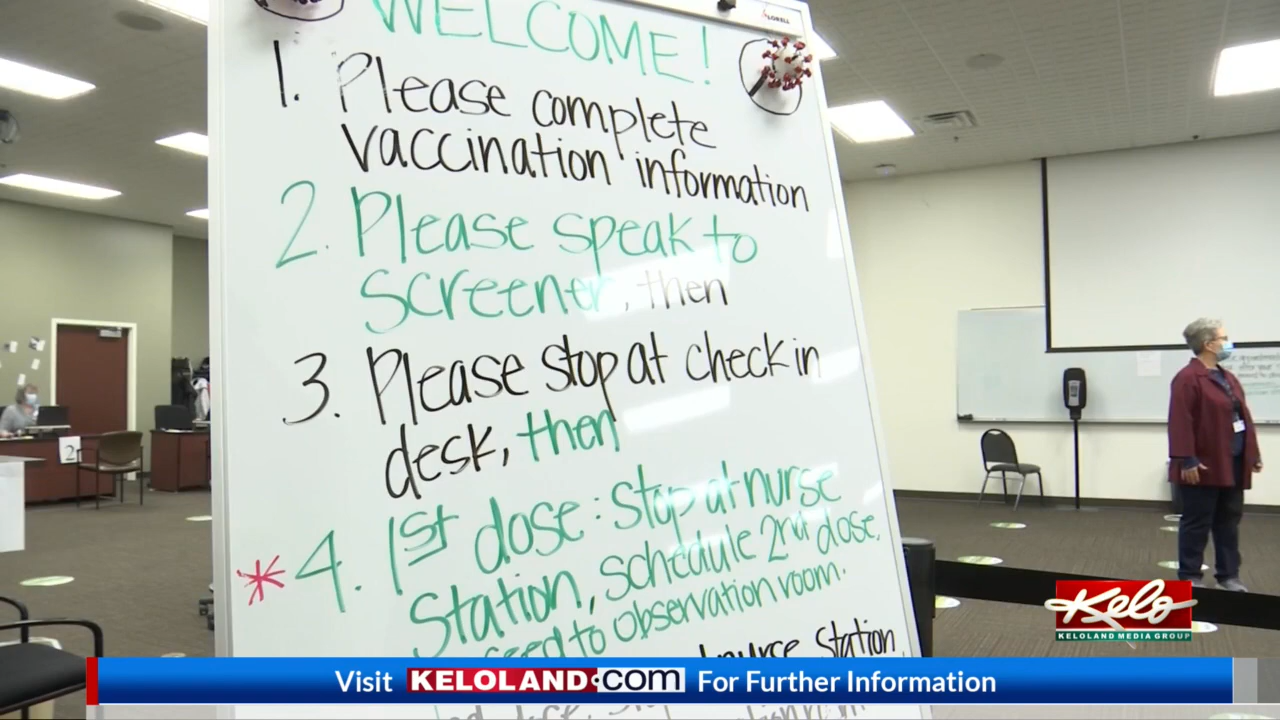 LORELL
WELCOME!
1. Please complete
vaccination information
2. Please speak to
screener, then
3. Please stop at check in
desk, then
*4. 1st dose: Stop at nurse
station, schedule 2nd dose,
to observation room.
nurse station,
2
Kelo
KELOLAND MEDIA GROUP
Visit KELOLAND.COM For Further Information